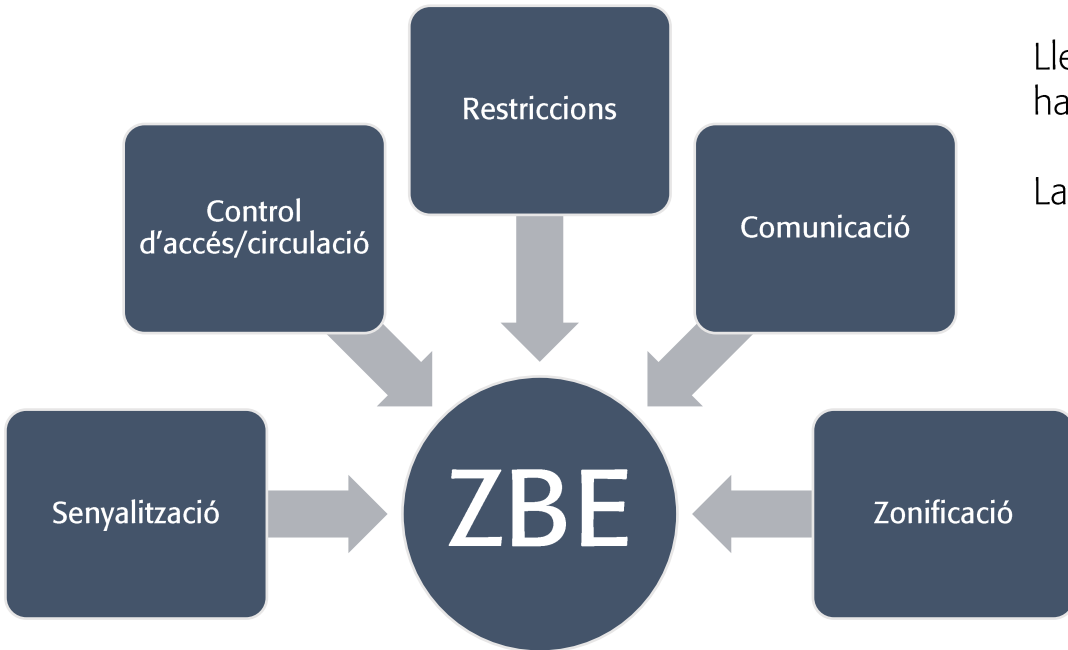 Restriccions
Control
d'accés/circulació
Comunicació
Senyalització
ZBE
Zonificació